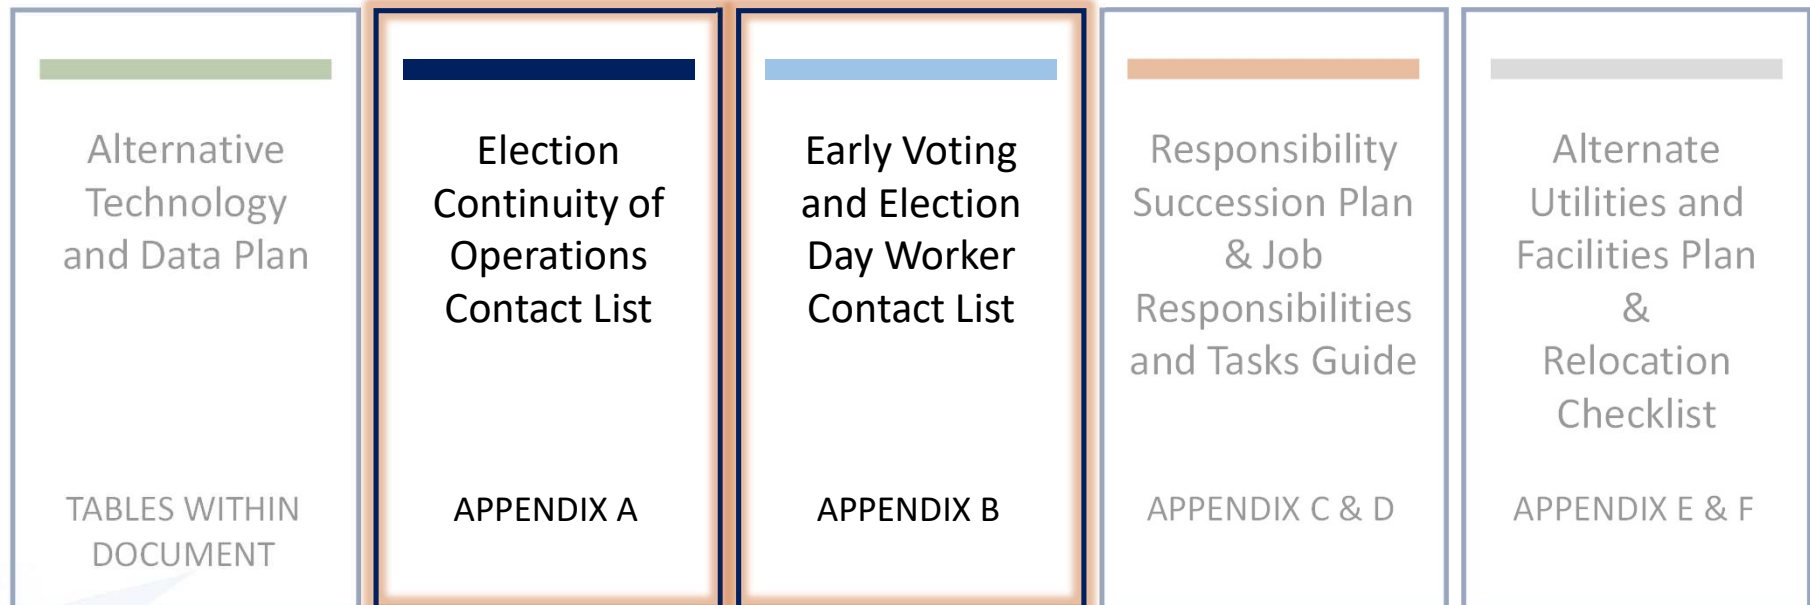 Alternative
Technology
and Data Plan
TABLES WITHIN
DOCUMENT
Election
Continuity of
Operations
Contact List
APPENDIX A
Early Voting
and Election
Day Worker
Contact List
APPENDIX B
Responsibility
Succession Plan
& Job
Responsibilities
and Tasks Guide
APPENDIX C & D
Alternate
Utilities and
Facilities Plan
&
Relocation
Checklist
APPENDIX E & F